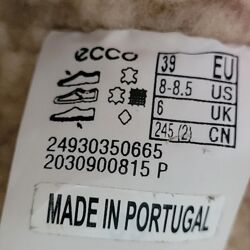 ecco
39 EU
8-8.5 US
6 UK
245 (2) CN
24930350665
2030900815 P
MADE IN PORTUGAL